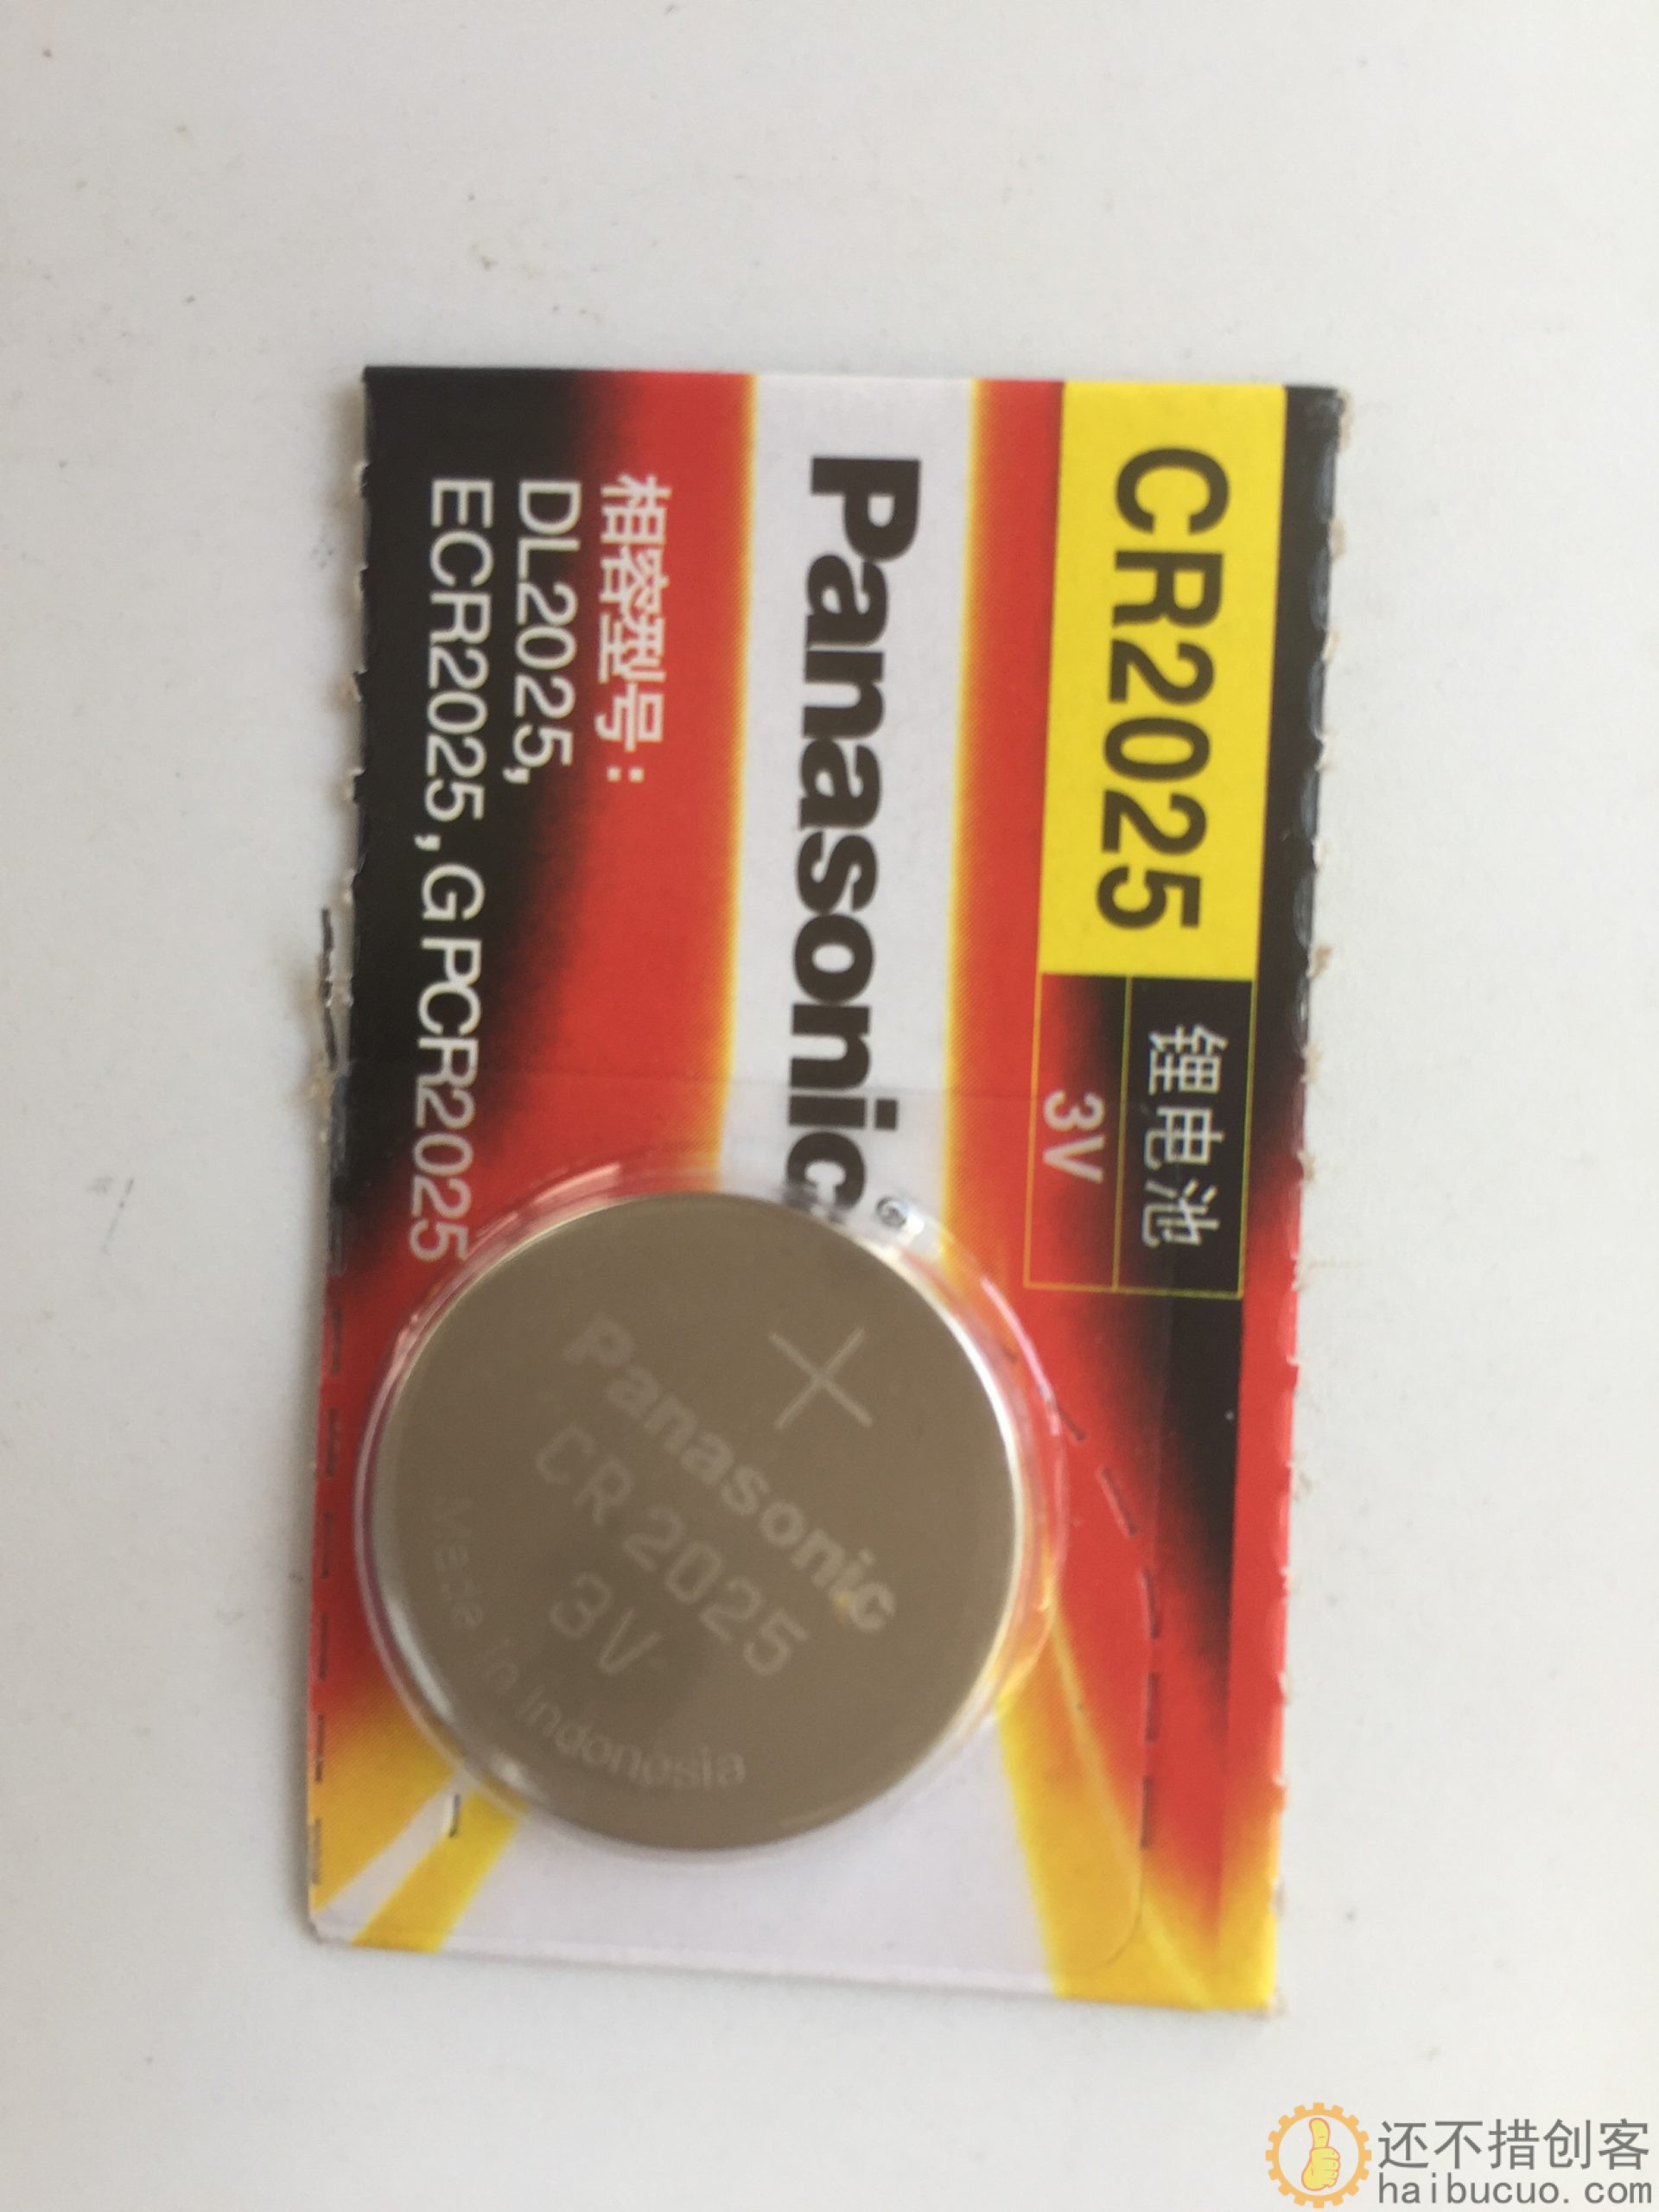 CR2025
锂电池
3V
Panasonic
相容型号：
DL2025,
ECR2025,GPCR2025
+
Panasonic
CR2025
3V
Made in Indonesia
还不措创客
haibucuo.com